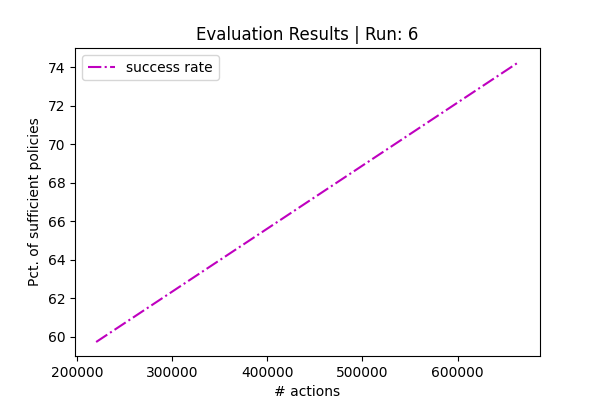 Evaluation Results | Run: 6
success rate
Pct. of sufficient policies
74
72
70
68
66
64
62
60
200000 300000 400000 500000 600000
# actions